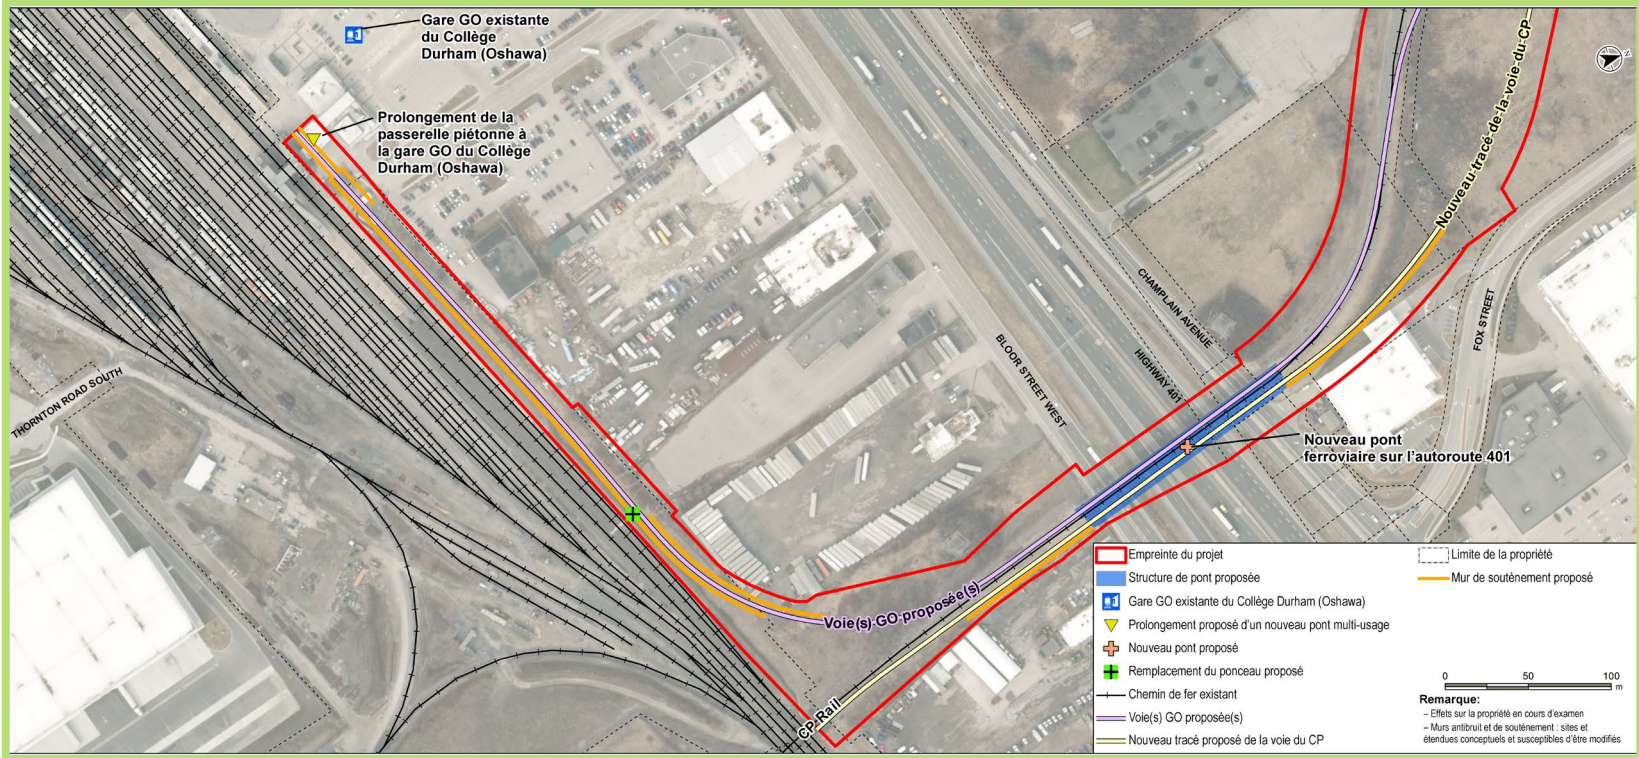 Gare GO existante
du Collège
Durham (Oshawa)
Prolongement de la
passerelle piétonne à
la gare GO du Collège
Durham (Oshawa)
N
Nouveau tracé de la voie du CP
CHAMPLAIN AVENUE
HIGHWAY 401
BLOOR STREET WEST
FOX STREET
THORNTON ROAD SOUTH
Nouveau pont
ferroviaire sur l'autoroute 401
Voie(s) GO proposée(s)
CP Rail
Empreinte du projet
Structure de pont proposée
Gare GO existante du Collège Durham (Oshawa)
Prolongement proposé d'un nouveau pont multi-usage
Nouveau pont proposé
Remplacement du ponceau proposé
Chemin de fer existant
Voie(s) GO proposée(s)
Nouveau tracé proposé de la voie du CP
Limite de la propriété
Mur de soutènement proposé
0 50 100
m
Remarque:
– Effets sur la propriété en cours d'examen
– Murs antibruit et de soutènement : sites et
étendues conceptuels et susceptibles d'être modifiés